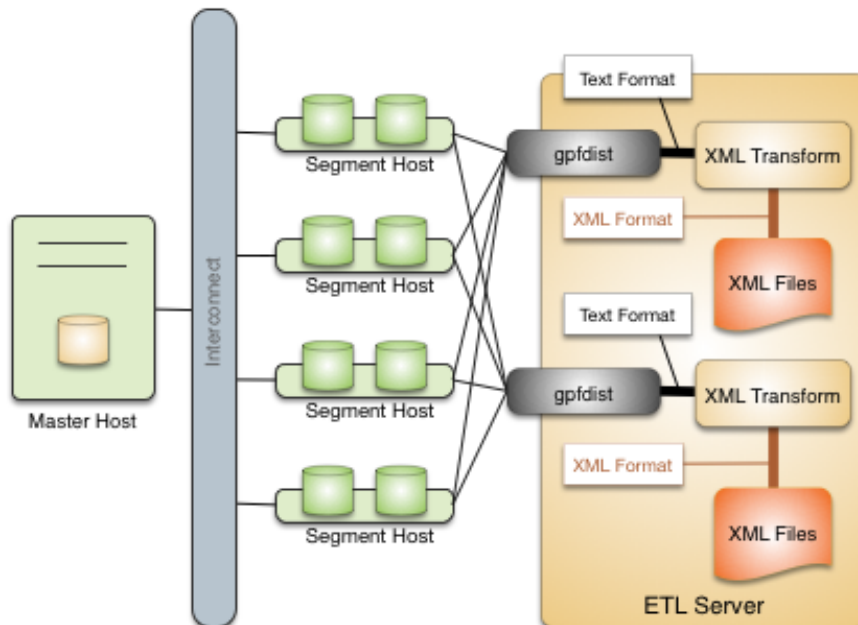 Text Format
gpfdist
XML Transform
Segment Host
XML Format
XML Files
Segment Host
Interconnect
Text Format
Master Host
gpfdist
XML Transform
Segment Host
XML Format
XML Files
Segment Host
ETL Server